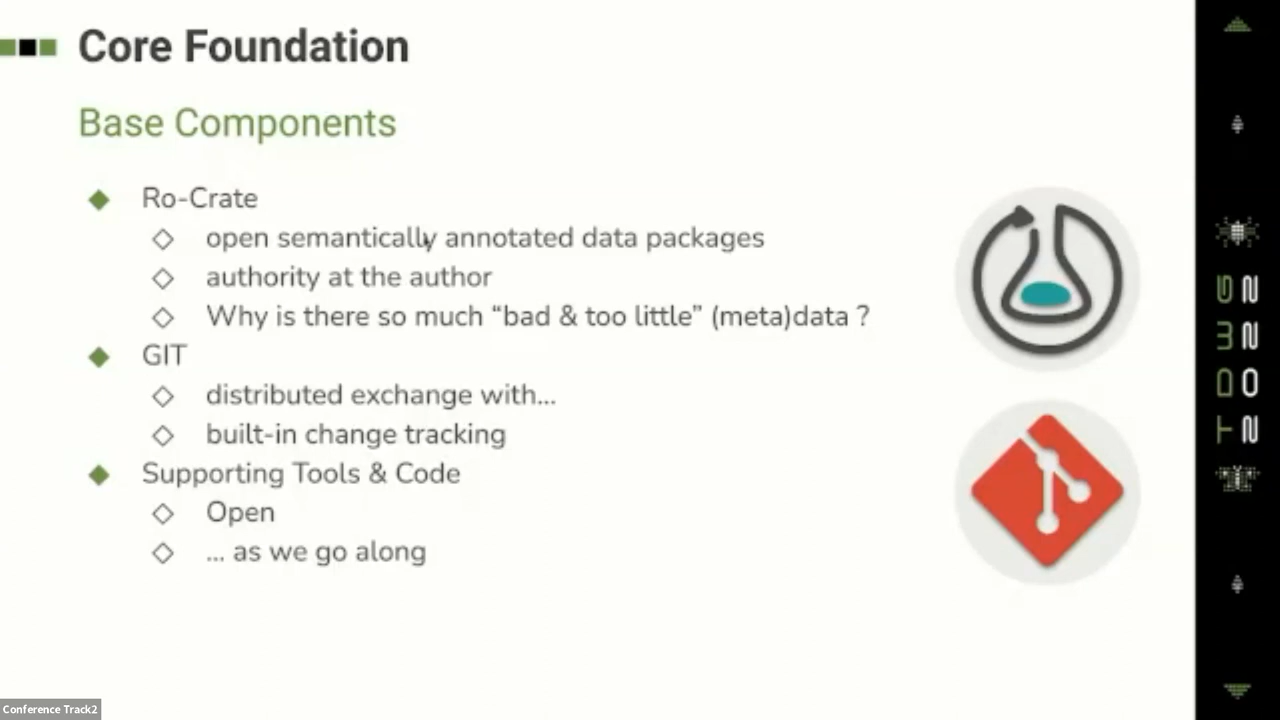 Core Foundation
Base Components
Ro-Crate
open semantically annotated data packages
authority at the author
Why is there so much “bad & too little” (meta)data ?
GIT
distributed exchange with...
built-in change tracking
Supporting Tools & Code
Open
... as we go along
Conference Track2